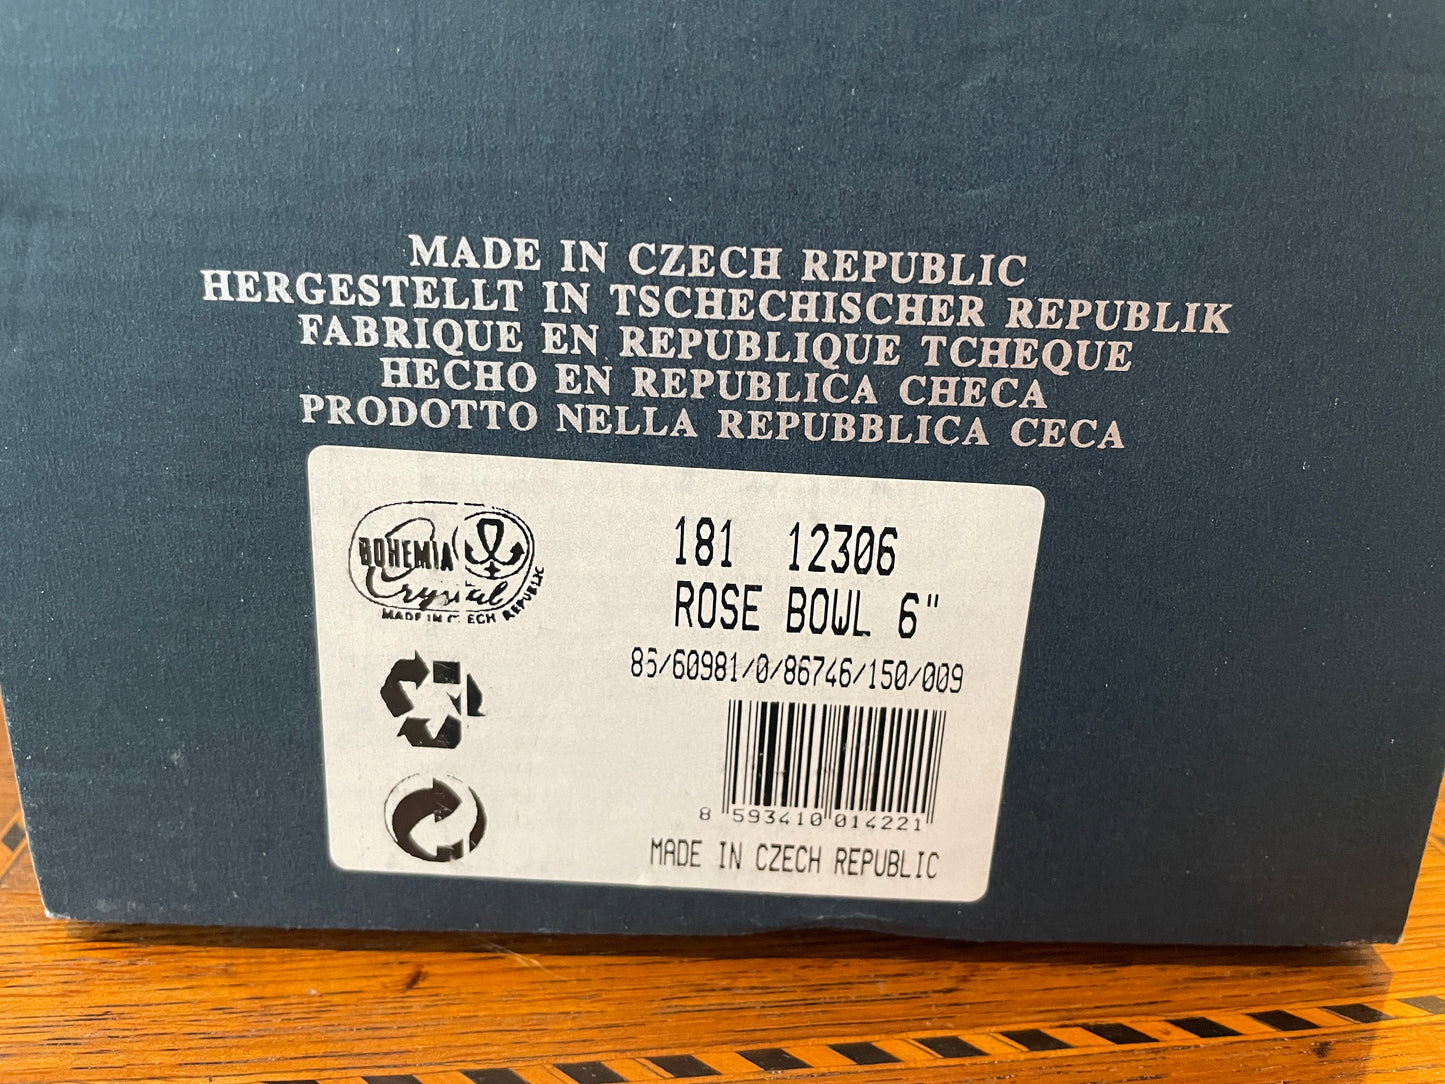 MADE IN CZECH REPUBLIC
HERGESTELLT IN TSCHECHISCHER REPUBLIK
FABRIQUE EN REPUBLIQUE TCHEQUE
HECHO EN REPUBLICA CHECA
PRODOTTO NELLA REPUBBLICA CECA
BOHEMIA
Crystal
MADE IN CZECH REPUBLIC
181 12306
ROSE BOWL 6"
85/60981/0/86746/150/009
8 593410 014221
MADE IN CZECH REPUBLIC